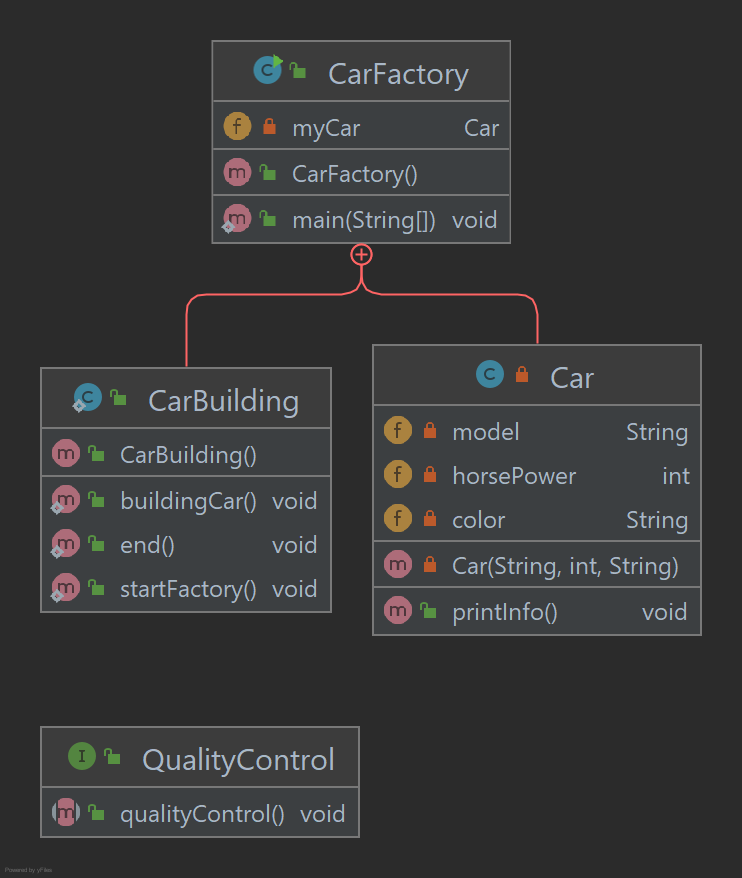 CarFactory
myCar Car
CarFactory()
main(String[]) void
CarBuilding
CarBuilding()
buildingCar() void
end() void
startFactory() void
Car
model String
horsePower int
color String
Car(String, int, String)
printInfo() void
QualityControl
qualityControl() void
Powered by yFiles